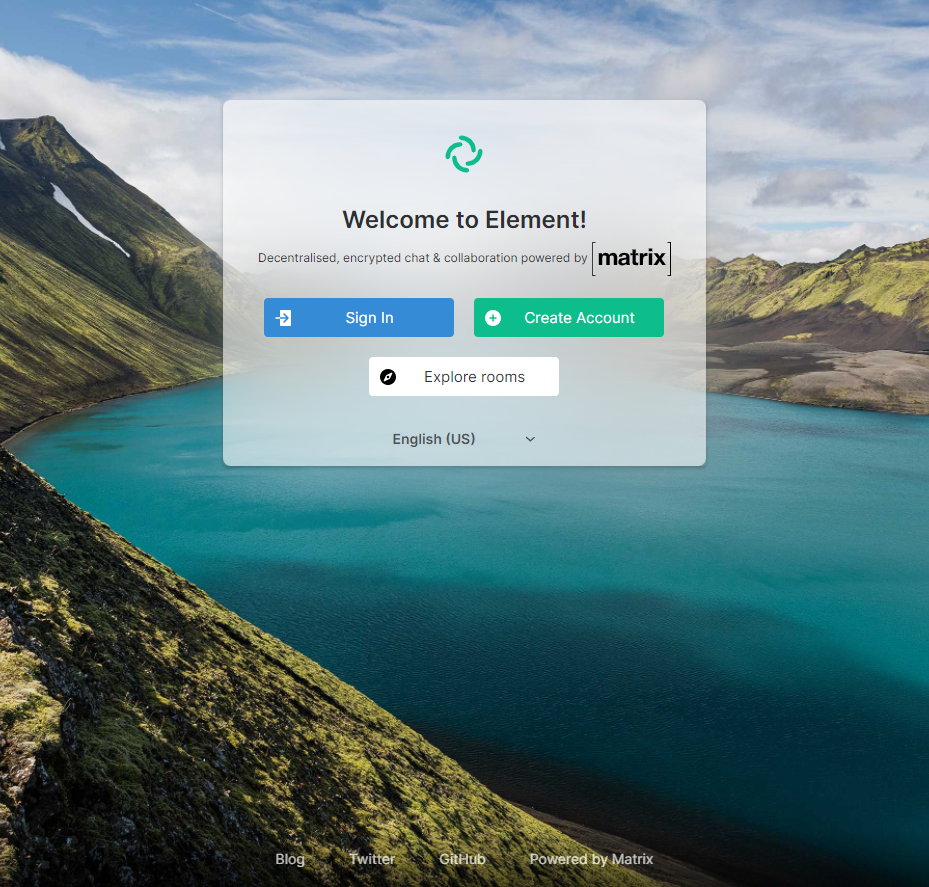 Welcome to Element!
Decentralised, encrypted chat & collaboration powered by [matrix]
Sign In
Create Account
Explore rooms
English (US)
Blog
Twitter
GitHub
Powered by Matrix